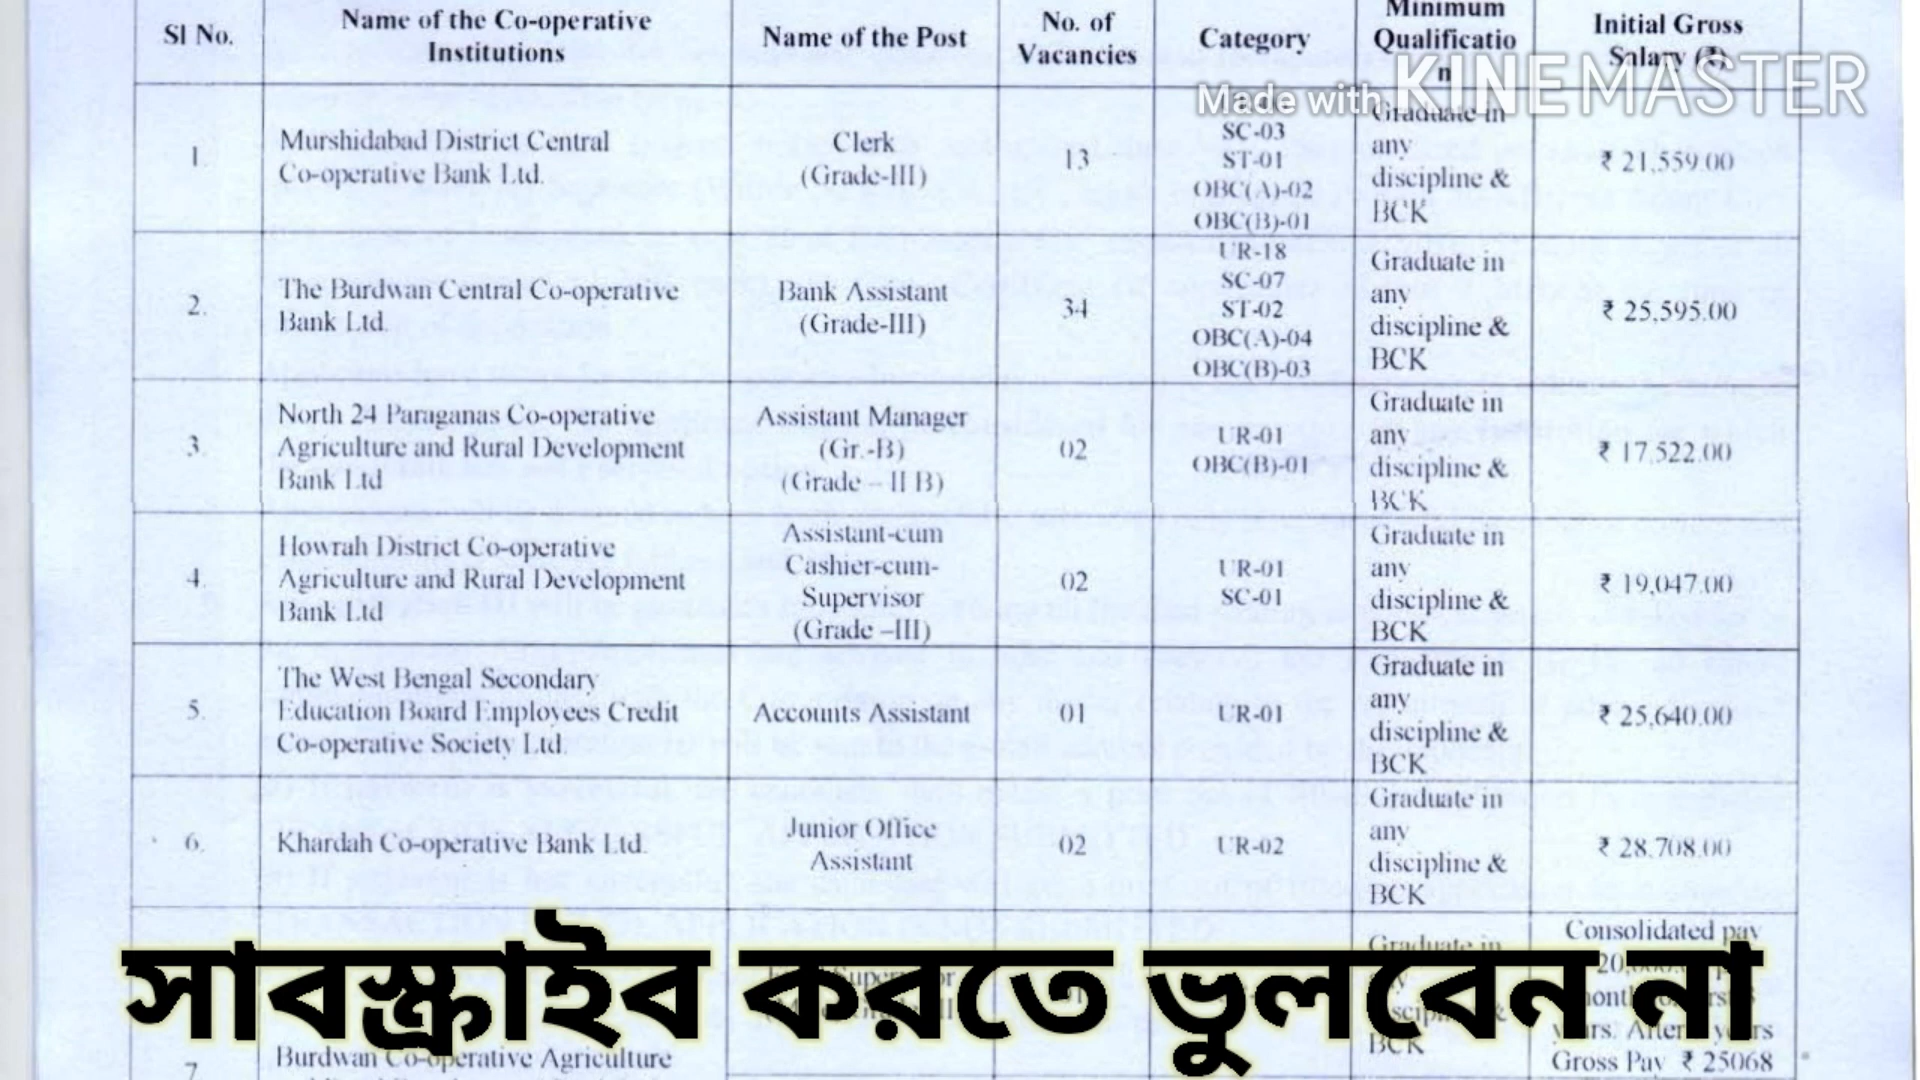 Sl No.
Name of the Co-operative
Institutions
Name of the Post
No. of
Vacancies
Category
Minimum
Qualificatio
n
Initial Gross
Salary (₹)
Made with KINEMASTER
1.
Murshidabad District Central
Co-operative Bank Ltd.
Clerk
(Grade-III)
13
SC-03
ST-01
OBC(A)-02
OBC(B)-01
Graduate in
any
discipline &
BCK
₹ 21,559.00
2.
The Burdwan Central Co-operative
Bank Ltd.
Bank Assistant
(Grade-III)
34
UR-18
SC-07
ST-02
OBC(A)-04
OBC(B)-03
Graduate in
any
discipline &
BCK
₹ 25,595.00
3.
North 24 Paraganas Co-operative
Agriculture and Rural Development
Bank Ltd
Assistant Manager
(Gr.-B)
(Grade – II B)
02
UR-01
OBC(B)-01
Graduate in
any
discipline &
BCK
₹ 17,522.00
4.
Howrah District Co-operative
Agriculture and Rural Development
Bank Ltd
Assistant-cum
Cashier-cum-
Supervisor
(Grade –III)
02
UR-01
SC-01
Graduate in
any
discipline &
BCK
₹ 19,047.00
5.
The West Bengal Secondary
Education Board Employees Credit
Co-operative Society Ltd.
Accounts Assistant
01
UR-01
Graduate in
any
discipline &
BCK
₹ 25,640.00
6.
Khardah Co-operative Bank Ltd.
Junior Office
Assistant
02
UR-02
Graduate in
any
discipline &
BCK
₹ 28,708.00
7.
Burdwan Co-operative Agriculture
Graduate in
BCK
Consolidated pay
years. After
Gross Pay ₹ 25068
সাবস্ক্রাইব করতে ভুলবেন না